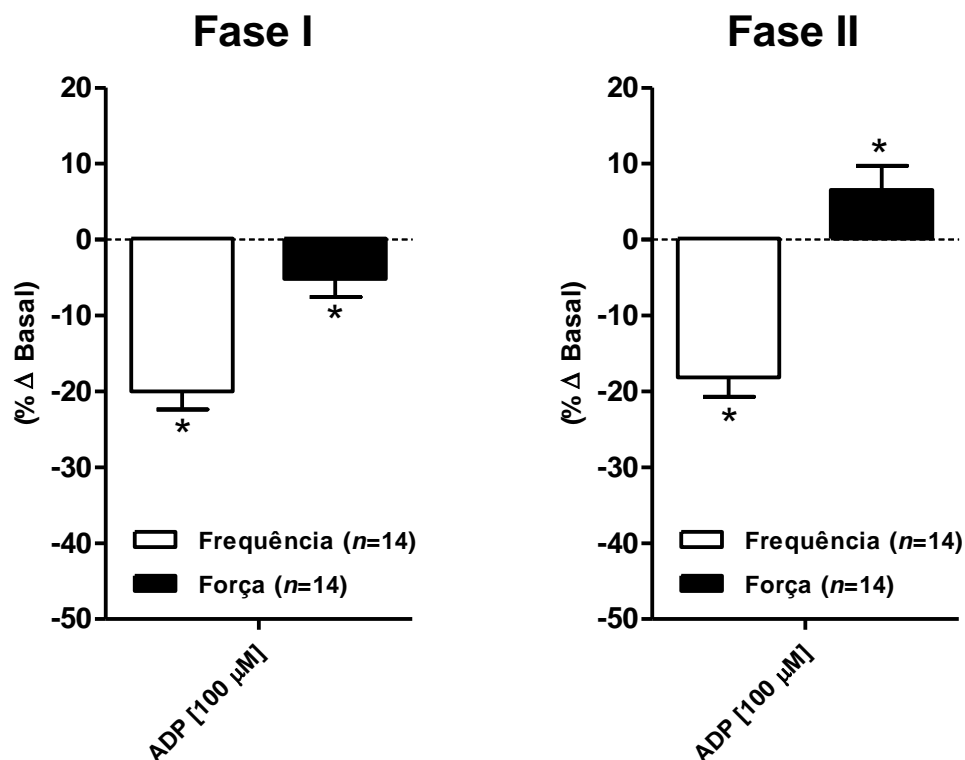 Fase I
20
10
0
-10
-20
-30
-40
-50
(% Δ Basal)
*
*
Frequência (n=14)
Força (n=14)
ADP [100 µM]
Fase II
20
10
0
-10
-20
-30
-40
-50
(% Δ Basal)
*
*
Frequência (n=14)
Força (n=14)
ADP [100 µM]